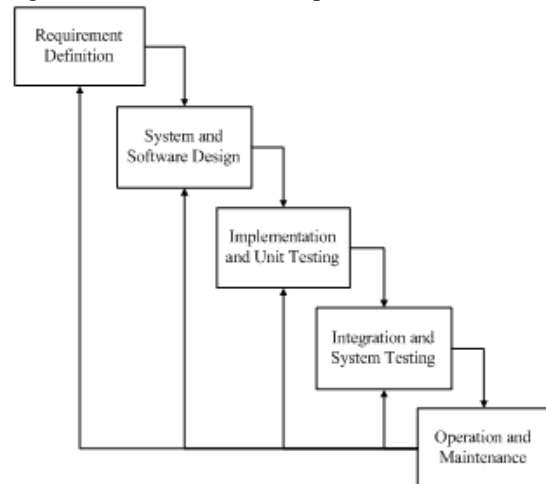 Requirement
Definition
System and
Software Design
Implementation
and Unit Testing
Integration and
System Testing
Operation and
Maintenance